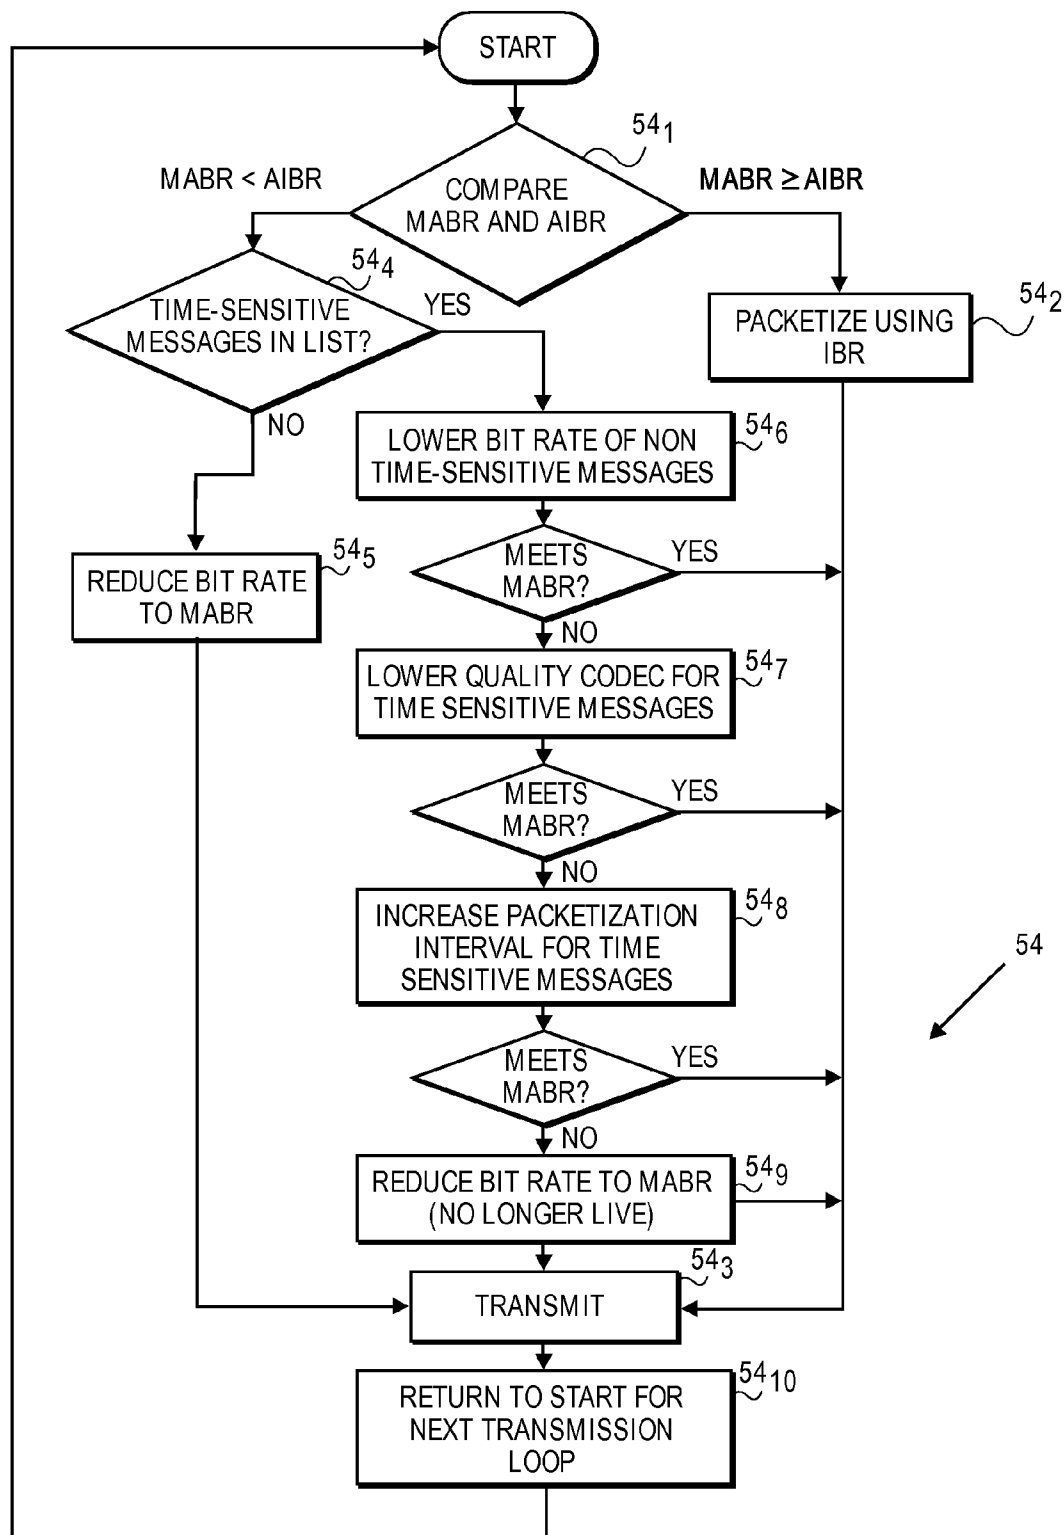 START
54₁
MABR < AIBR
MABR ≥ AIBR
COMPARE
MABR AND AIBR
54₄
YES
TIME-SENSITIVE
MESSAGES IN LIST?
NO
54₂
PACKETIZE USING
IBR
54₆
LOWER BIT RATE OF NON
TIME-SENSITIVE MESSAGES
54₅
REDUCE BIT RATE
TO MABR
MEETS
MABR?
YES
NO
54₇
LOWER QUALITY CODEC FOR
TIME SENSITIVE MESSAGES
MEETS
MABR?
YES
NO
54₈
INCREASE PACKETIZATION
INTERVAL FOR TIME
SENSITIVE MESSAGES
54
MEETS
MABR?
YES
NO
54₉
REDUCE BIT RATE TO MABR
(NO LONGER LIVE)
54₃
TRANSMIT
54₁₀
RETURN TO START FOR
NEXT TRANSMISSION
LOOP